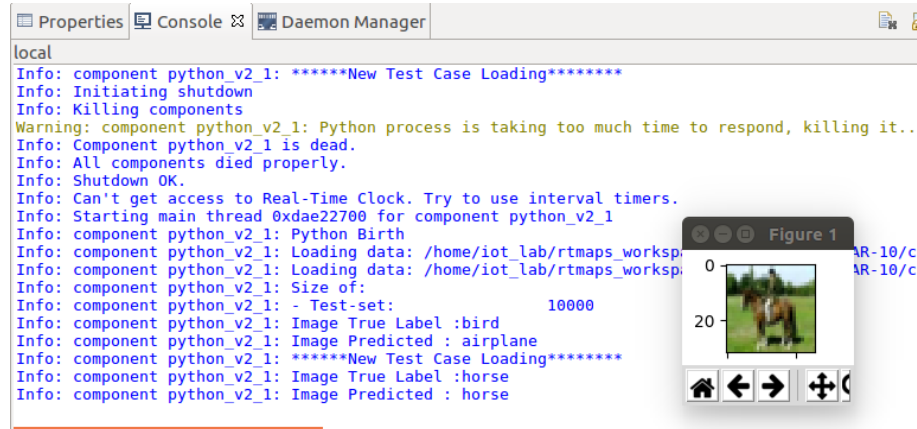 Properties Console Daemon Manager
local
Info: component python_v2_1: ******New Test Case Loading********
Info: Initiating shutdown
Info: Killing components
Warning: component python_v2_1: Python process is taking too much time to respond, killing it..
Info: Component python_v2_1 is dead.
Info: All components died properly.
Info: Shutdown OK.
Info: Can't get access to Real-Time Clock. Try to use interval timers.
Info: Starting main thread 0xdae22700 for component python_v2_1
Info: component python_v2_1: Python Birth
Info: component python_v2_1: Loading data: /home/iot_lab/rtmaps_worksp AR-10/c
Info: component python_v2_1: Loading data: /home/iot_lab/rtmaps_worksp AR-10/c
Info: component python_v2_1: Size of:
Info: component python_v2_1: - Test-set: 10000
Info: component python_v2_1: Image True Label :bird
Info: component python_v2_1: Image Predicted : airplane
Info: component python_v2_1: ******New Test Case Loading********
Info: component python_v2_1: Image True Label :horse
Info: component python_v2_1: Image Predicted : horse
Figure 1
0
20